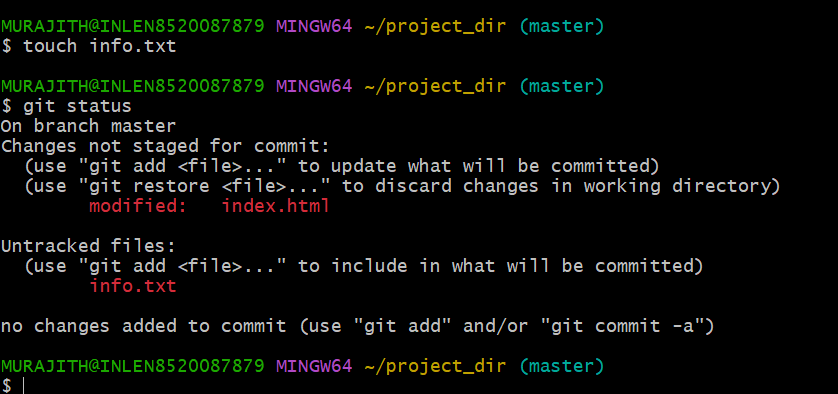 MURAJITH@INLEN8520087879 MINGW64 ~/project_dir (master)
$ touch info.txt

MURAJITH@INLEN8520087879 MINGW64 ~/project_dir (master)
$ git status
On branch master
Changes not staged for commit:
  (use "git add <file>..." to update what will be committed)
  (use "git restore <file>..." to discard changes in working directory)
        modified:   index.html

Untracked files:
  (use "git add <file>..." to include in what will be committed)
        info.txt

no changes added to commit (use "git add" and/or "git commit -a")

MURAJITH@INLEN8520087879 MINGW64 ~/project_dir (master)
$